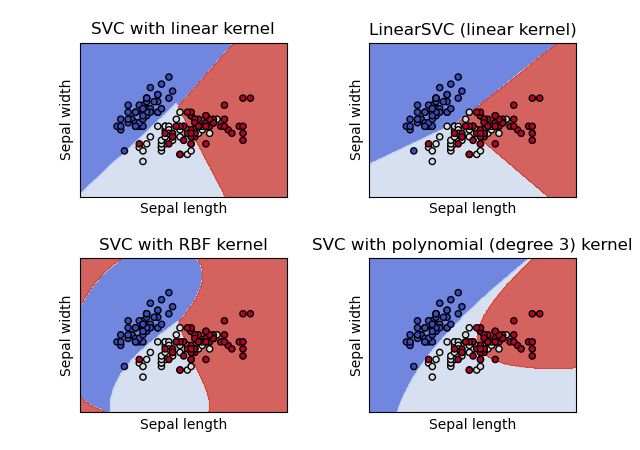 SVC with linear kernel
LinearSVC (linear kernel)
Sepal width
Sepal width
Sepal length
Sepal length
SVC with RBF kernel
SVC with polynomial (degree 3) kernel
Sepal width
Sepal width
Sepal length
Sepal length